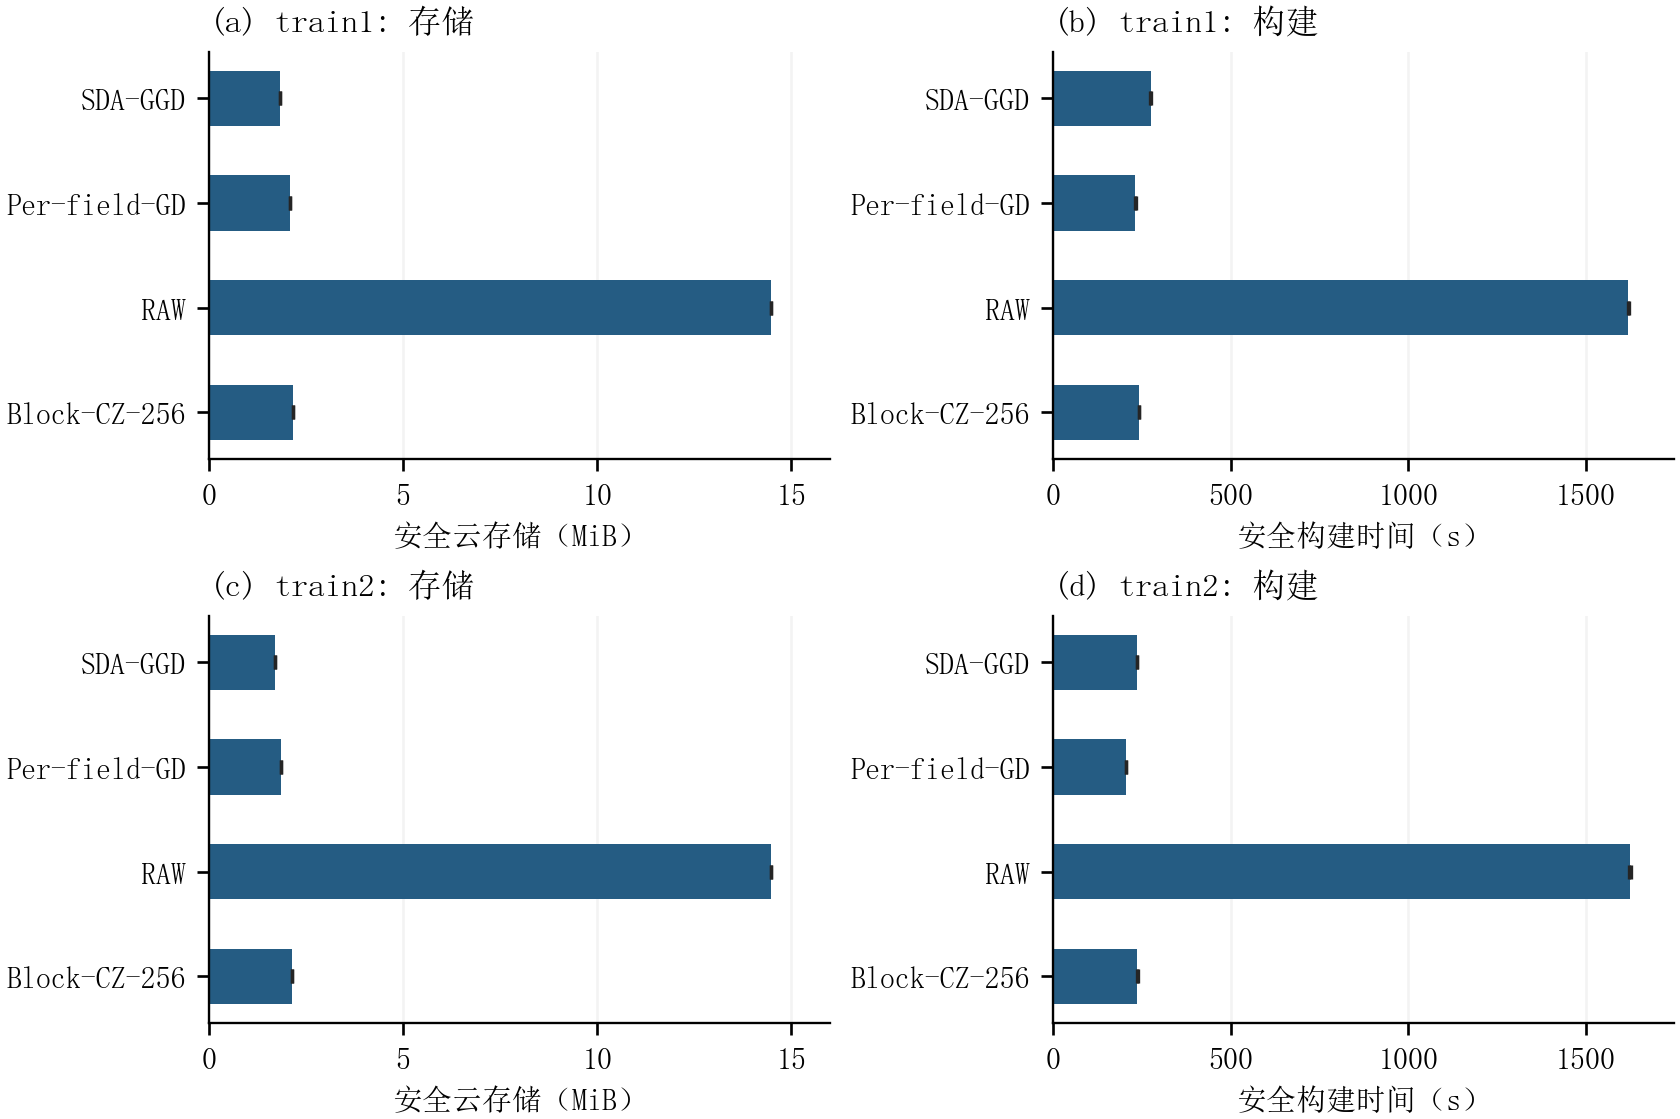 (a) train1: 存储
SDA-GGD
Per-field-GD
RAW
Block-CZ-256
0 5 10 15
安全云存储（MiB）
(b) train1: 构建
SDA-GGD
Per-field-GD
RAW
Block-CZ-256
0 500 1000 1500
安全构建时间（s）
(c) train2: 存储
SDA-GGD
Per-field-GD
RAW
Block-CZ-256
0 5 10 15
安全云存储（MiB）
(d) train2: 构建
SDA-GGD
Per-field-GD
RAW
Block-CZ-256
0 500 1000 1500
安全构建时间（s）